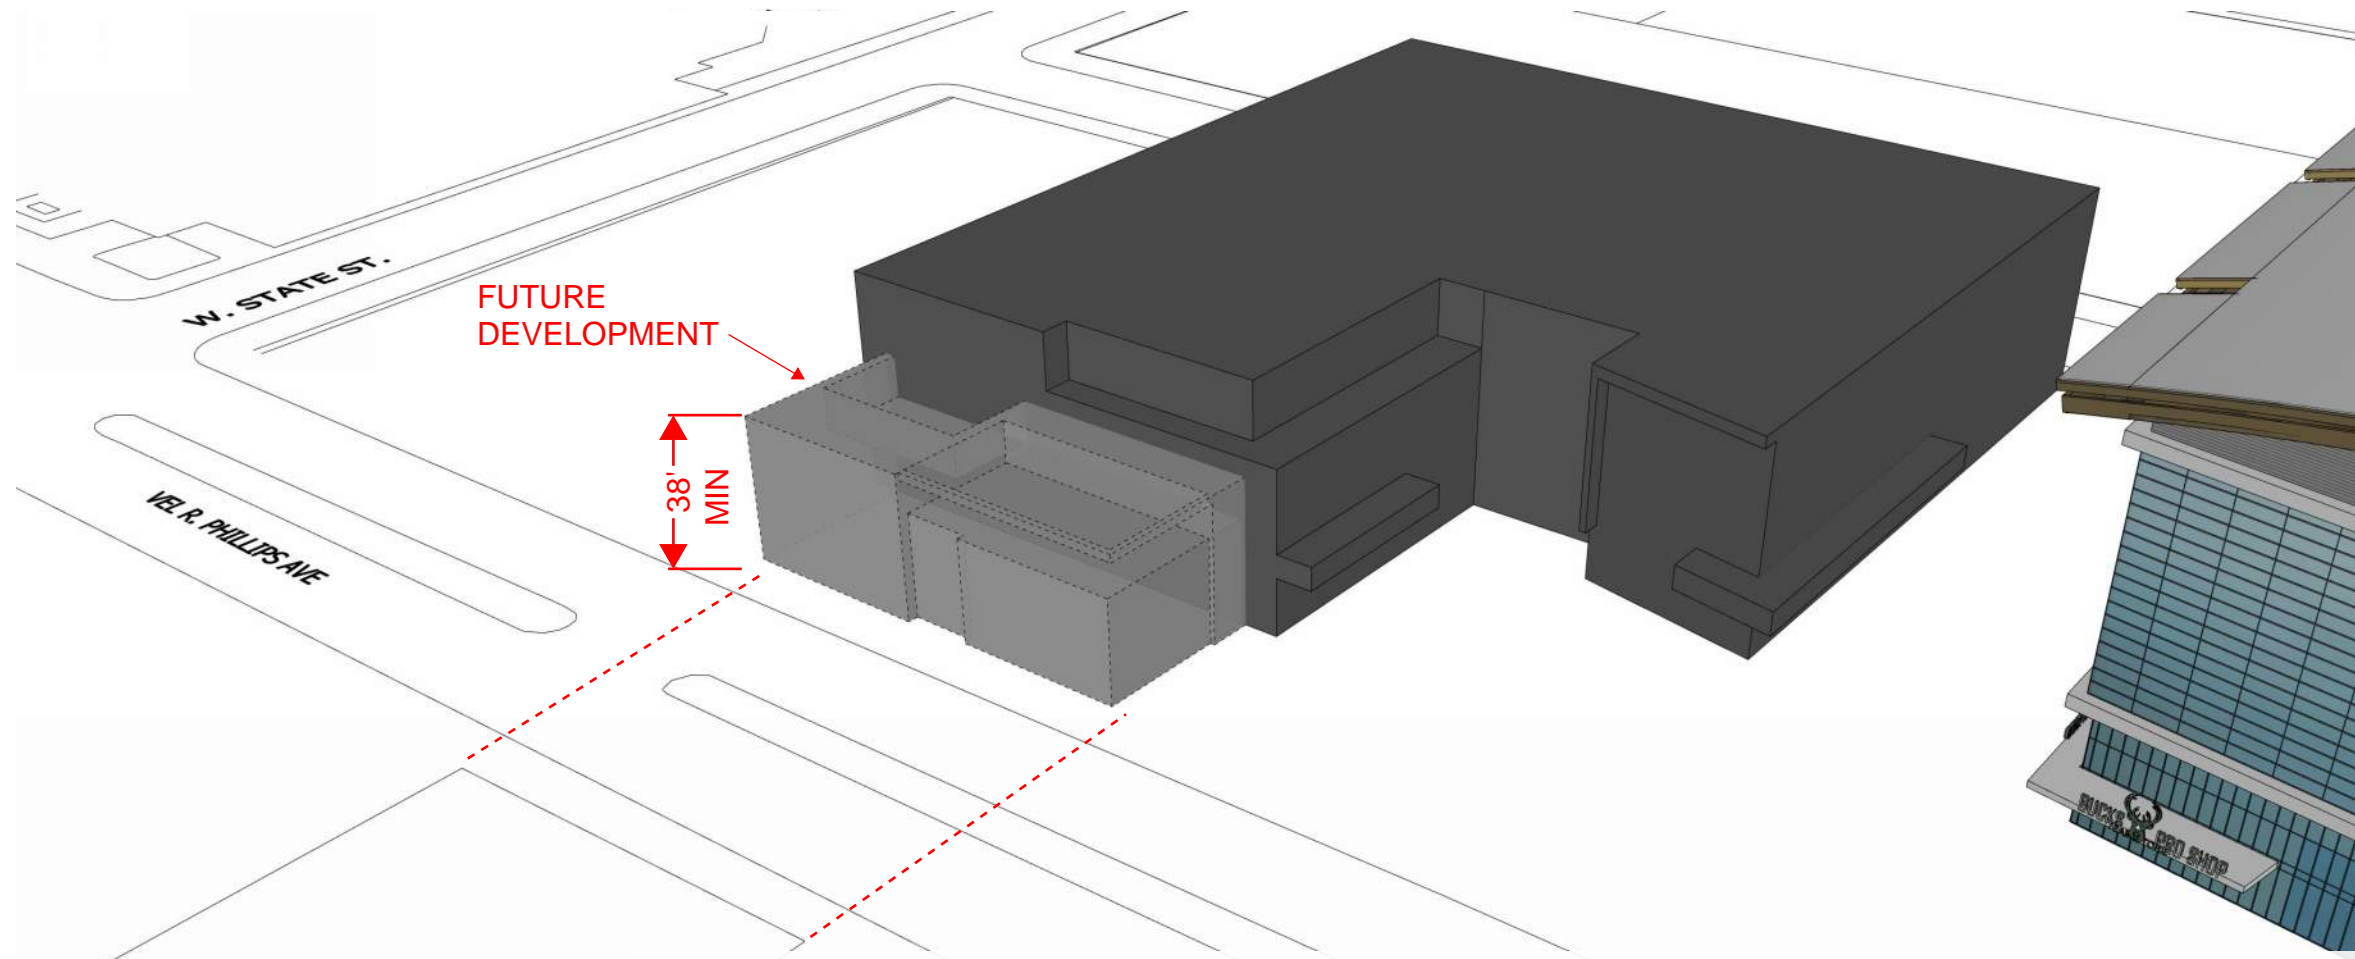 W. STATE ST.
FUTURE
DEVELOPMENT
38'
MIN
VEL R. PHILLIPS AVE
BUCKS PRO SHOP